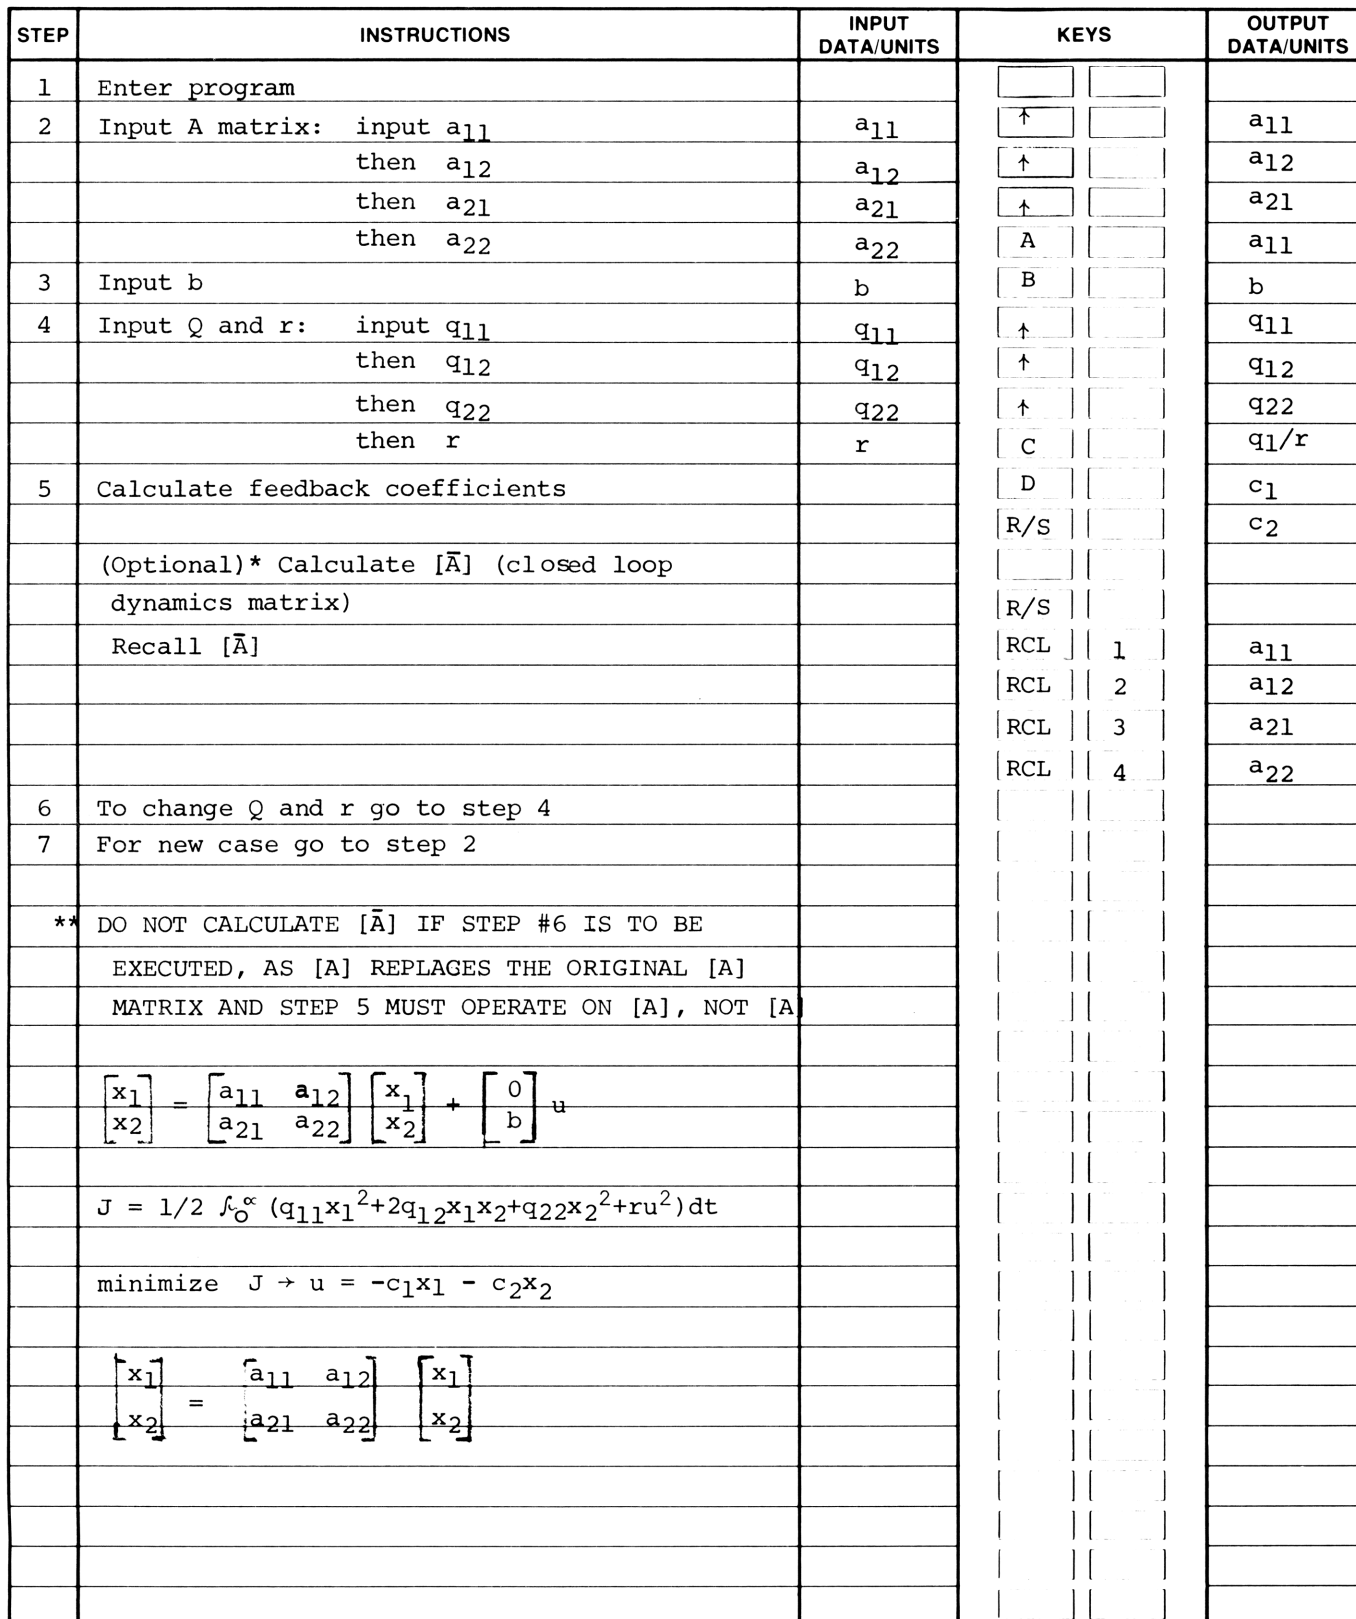 STEP INSTRUCTIONS INPUT DATA/UNITS KEYS OUTPUT DATA/UNITS
1 Enter program
2 Input A matrix: input a11 a11 ↑ a11
then a12 a12 ↑ a12
then a21 a21 ↑ a21
then a22 a22 A a11
3 Input b b B b
4 Input Q and r: input q11 q11 ↑ q11
then q12 q12 ↑ q12
then q22 q22 ↑ q22
then r r C q1/r
5 Calculate feedback coefficients D c1
R/S c2
(Optional)* Calculate [Ā] (closed loop
dynamics matrix) R/S
Recall [Ā] RCL 1 a11
RCL 2 a12
RCL 3 a21
RCL 4 a22
6 To change Q and r go to step 4
7 For new case go to step 2
** DO NOT CALCULATE [Ā] IF STEP #6 IS TO BE
EXECUTED, AS [A] REPLAGES THE ORIGINAL [A]
MATRIX AND STEP 5 MUST OPERATE ON [A], NOT [A]
[x1 x2] = [a11 a12 a21 a22] [x1 x2] + [0 b] u
J = 1/2 ∫0∝ (q11x1²+2q12x1x2+q22x2²+ru²)dt
minimize J → u = -c1x1 - c2x2
[x1 x2] = [a11 a12 a21 a22] [x1 x2]